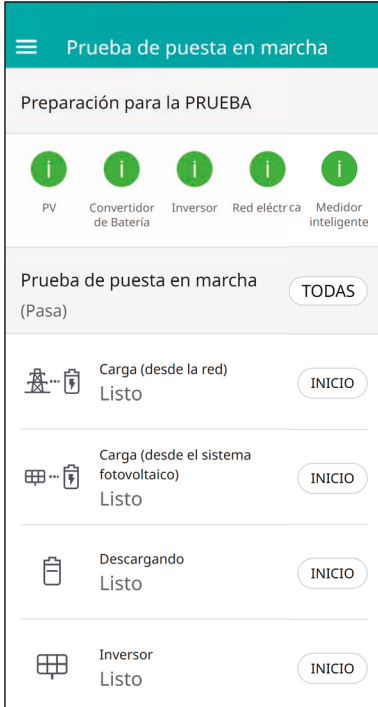 Prueba de puesta en marcha
Preparación para la PRUEBA
i i i i i
PV Convertidor de Batería Inversor Red eléctr ca Medidor inteligente
Prueba de puesta en marcha
TODAS
(Pasa)
Carga (desde la red)
Listo
INICIO
Carga (desde el sistema
fotovoltaico)
Listo
INICIO
Descargando
Listo
INICIO
Inversor
Listo
INICIO